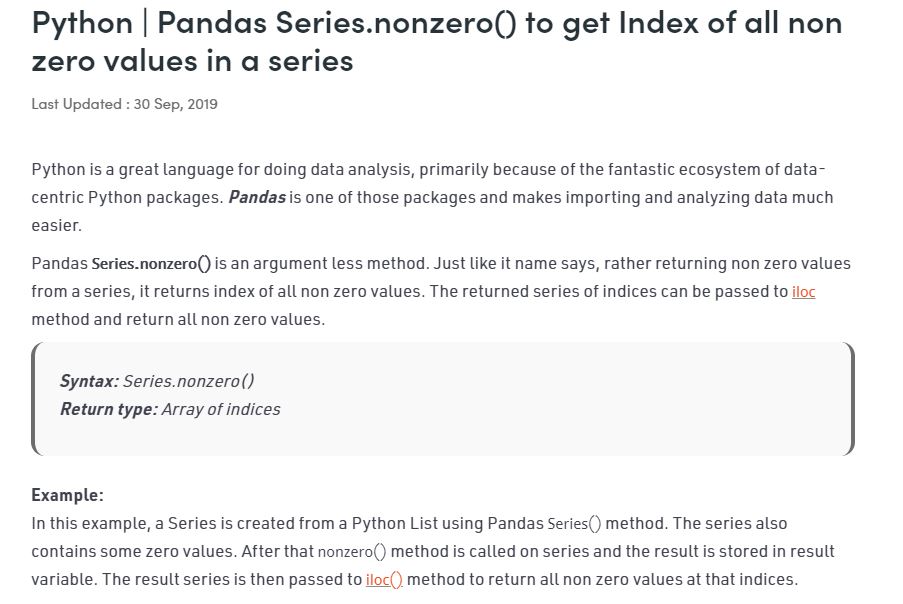 Python | Pandas Series.nonzero() to get Index of all non
zero values in a series
Last Updated : 30 Sep, 2019
Python is a great language for doing data analysis, primarily because of the fantastic ecosystem of data-
centric Python packages. Pandas is one of those packages and makes importing and analyzing data much
easier.
Pandas Series.nonzero() is an argument less method. Just like it name says, rather returning non zero values
from a series, it returns index of all non zero values. The returned series of indices can be passed to iloc
method and return all non zero values.
Syntax: Series.nonzero()
Return type: Array of indices
Example:
In this example, a Series is created from a Python List using Pandas Series() method. The series also
contains some zero values. After that nonzero() method is called on series and the result is stored in result
variable. The result series is then passed to iloc() method to return all non zero values at that indices.